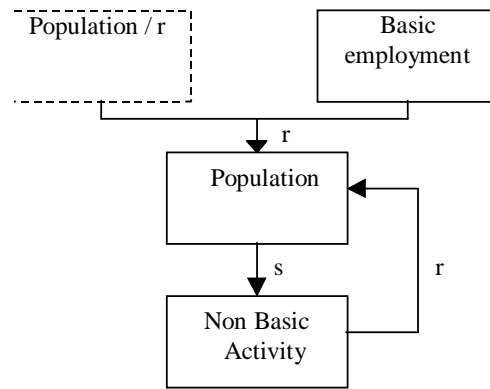 Population / r
Basic
employment
r
Population
s
r
Non Basic
Activity